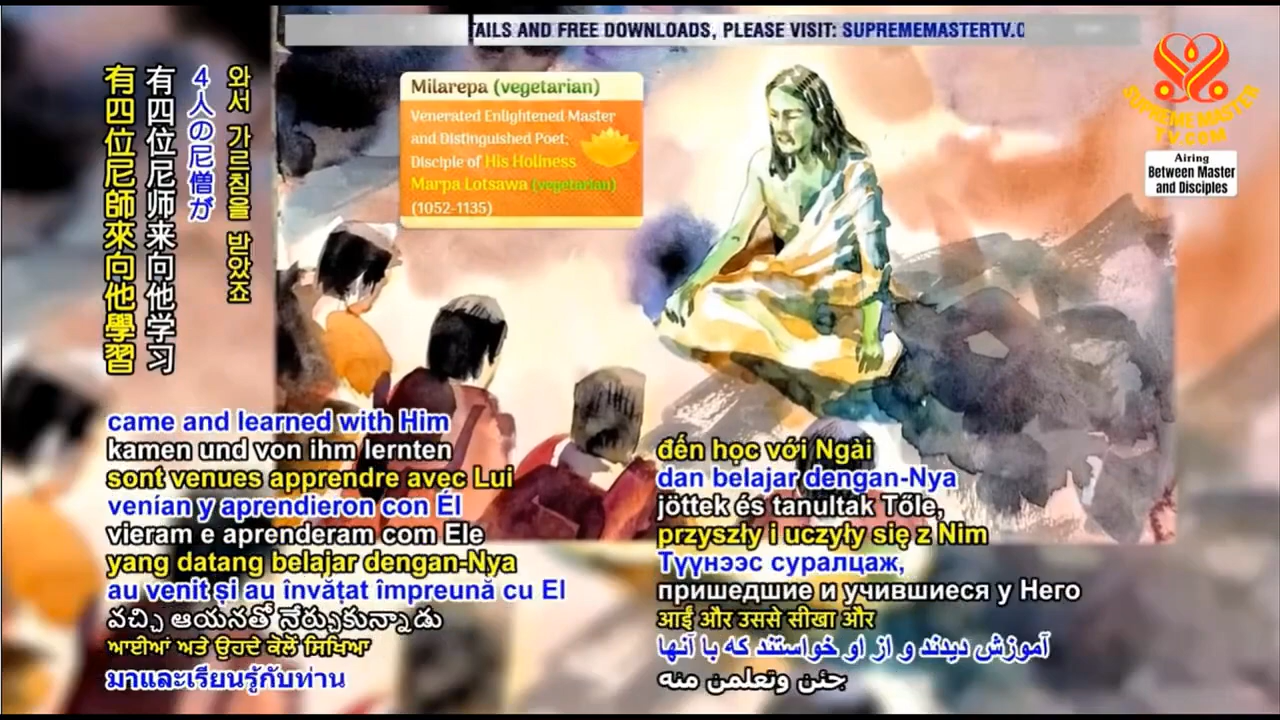 TAILS AND FREE DOWNLOADS, PLEASE VISIT: SUPREMEMASTERTV.C
SUPREME MASTER
TV.COM
Airing
Between Master
and Disciples
Milarepa (vegetarian)
Venerated Enlightened Master
and Distinguished Poet;
Disciple of His Holiness
Marpa Lotsawa (vegetarian)
(1052-1135)
와서 가르침을 받았죠
4人の尼僧が
有四位尼师来向他学习
有四位尼師來向他學習
came and learned with Him
kamen und von ihm lernten
sont venues apprendre avec Lui
venían y aprendieron con Él
vieram e aprenderam com Ele
yang datang belajar dengan-Nya
au venit și au învățat împreună cu El
వచ్చి ఆయనతో నేర్చుకున్నాడు
ਆਈਆਂ ਅਤੇ ਉਹਦੇ ਕੋਲੋਂ ਸਿਖਿਆ
มาและเรียนรู้กับท่าน
đến học với Ngài
dan belajar dengan-Nya
jöttek és tanultak Tőle,
przyszły i uczyły się z Nim
Түүнээс суралцаж,
пришедшие и учившиеся у Него
आईं और उससे सीखा और
آموزش دیدند و از او خواستند که با آنها
جئن وتعلمن منه